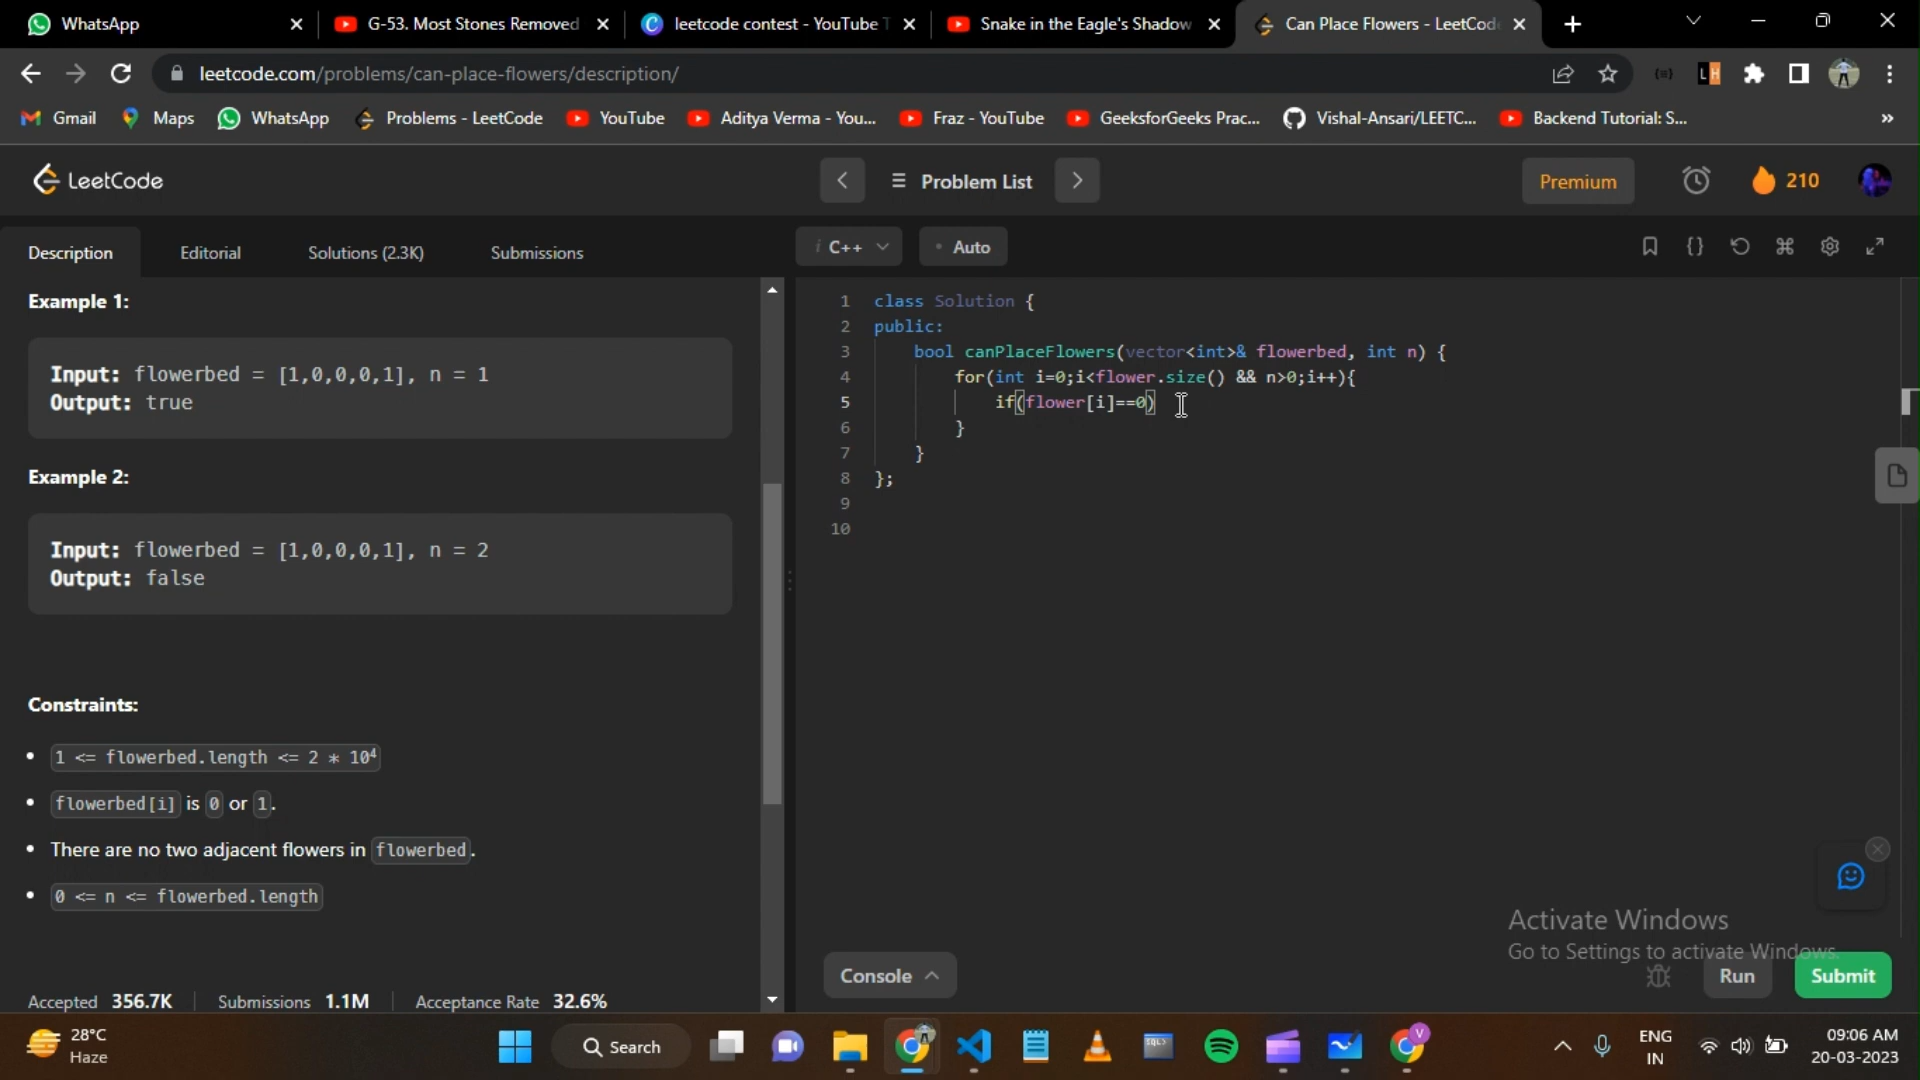 WhatsApp
G-53. Most Stones Removed
leetcode contest - YouTube T
Snake in the Eagle's Shadow
Can Place Flowers - LeetCod
leetcode.com/problems/can-place-flowers/description/
Gmail
Maps
WhatsApp
Problems - LeetCode
YouTube
Aditya Verma - You...
Fraz - YouTube
GeeksforGeeks Prac...
Vishal-Ansari/LEETC...
Backend Tutorial: S...
»
LeetCode
Problem List
Premium
210
Description
Editorial
Solutions (2.3K)
Submissions
i C++
• Auto
Example 1:
Input: flowerbed = [1,0,0,0,1], n = 1
Output: true
Example 2:
Input: flowerbed = [1,0,0,0,1], n = 2
Output: false
Constraints:
• 1 <= flowerbed.length <= 2 * 10⁴
• flowerbed[i] is 0 or 1.
• There are no two adjacent flowers in flowerbed.
• 0 <= n <= flowerbed.length
Accepted 356.7K
Submissions 1.1M
Acceptance Rate 32.6%
1 class Solution {
2 public:
3 bool canPlaceFlowers(vector<int>& flowerbed, int n) {
4 for(int i=0;i<flower.size() && n>0;i++){
5 if(flower[i]==0)
6 }
7 }
8 };
9
10
Activate Windows
Go to Settings to activate Windows.
Console
Run
Submit
28°C
Haze
Search
SQL>
V
ENG
IN
09:06 AM
20-03-2023